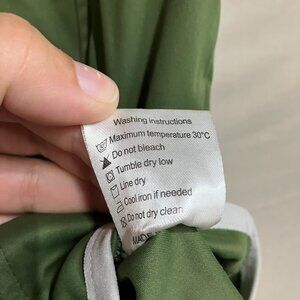 Washing instructions
Maximum temperature 30°C
Do not bleach
Tumble dry low
Line dry
Cool iron if needed
Do not dry clean
MADE